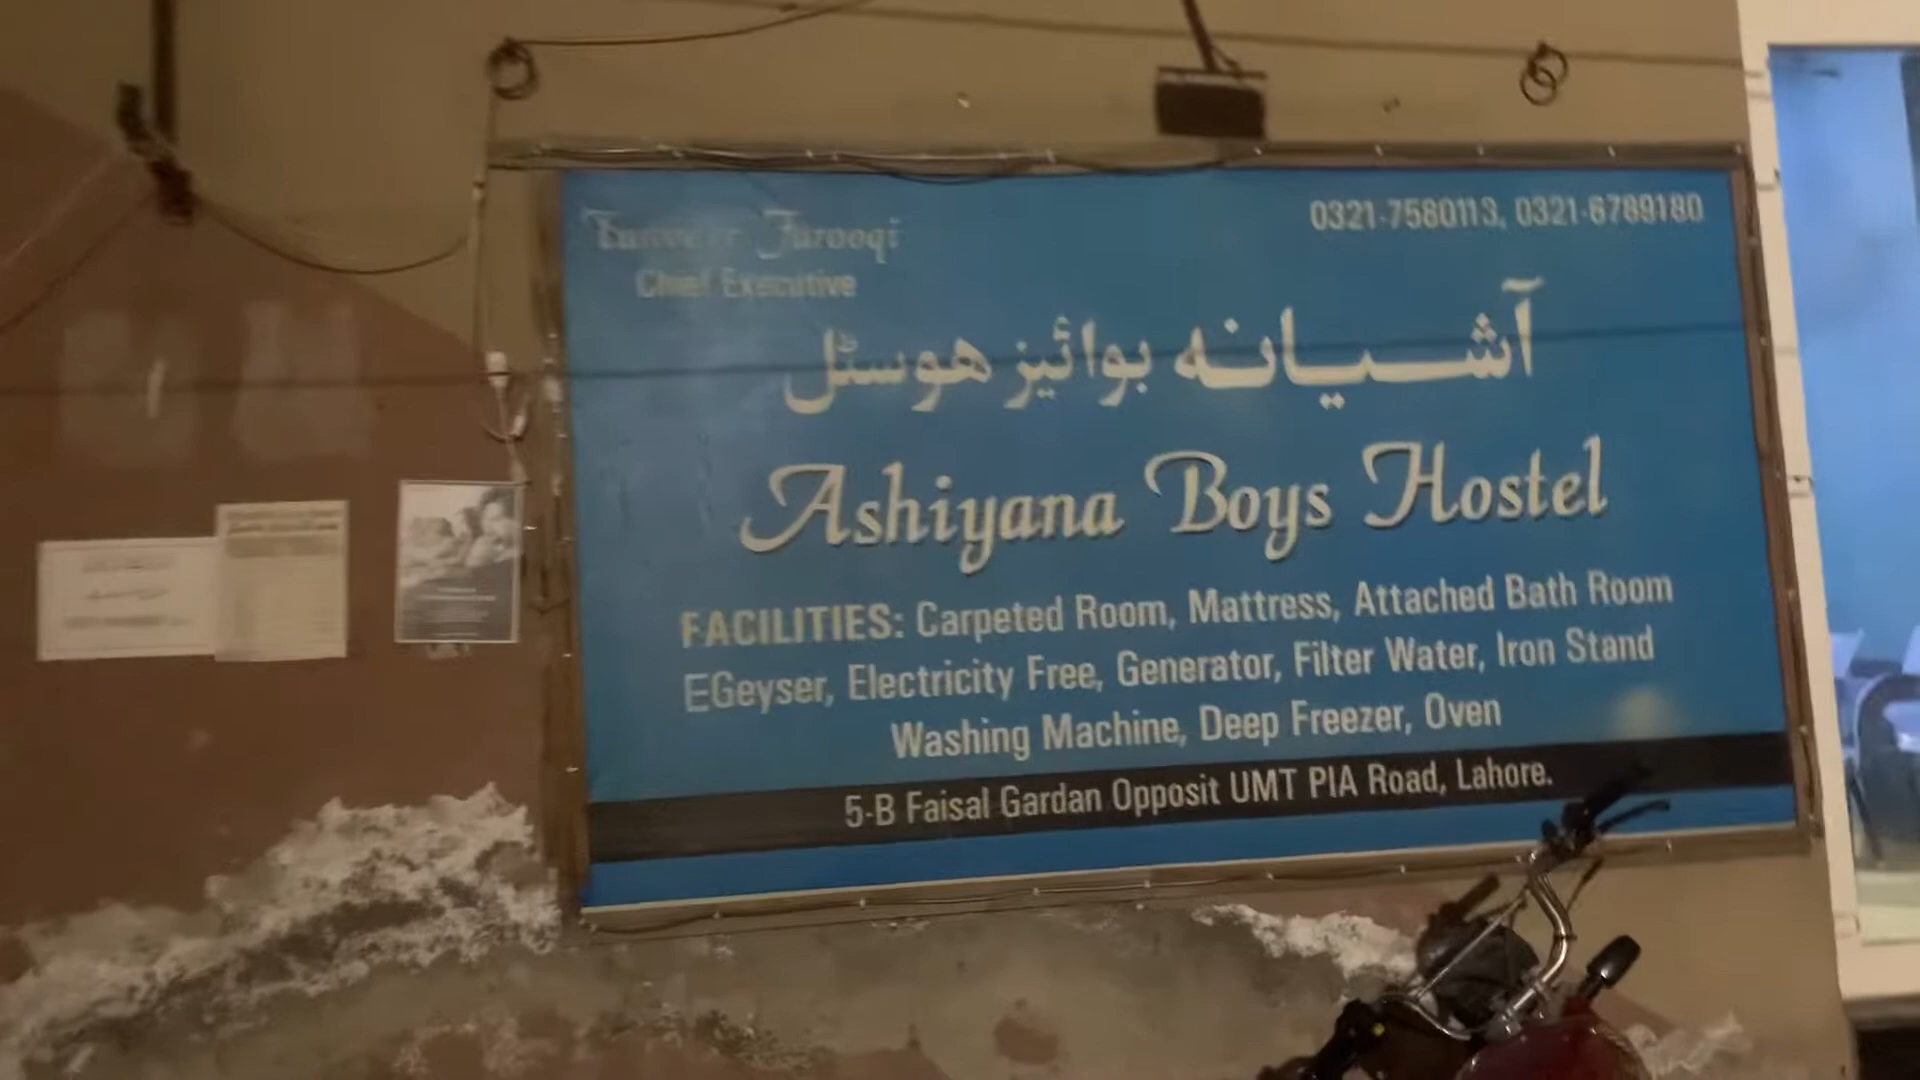 Tanveer Farooqi
Chief Executive
0321-7580113, 0321-6789180
آشیانہ بوائیز ھوسٹل
Ashiyana Boys Hostel
FACILITIES: Carpeted Room, Mattress, Attached Bath Room
EGeyser, Electricity Free, Generator, Filter Water, Iron Stand
Washing Machine, Deep Freezer, Oven
5-B Faisal Gardan Opposit UMT PIA Road, Lahore.